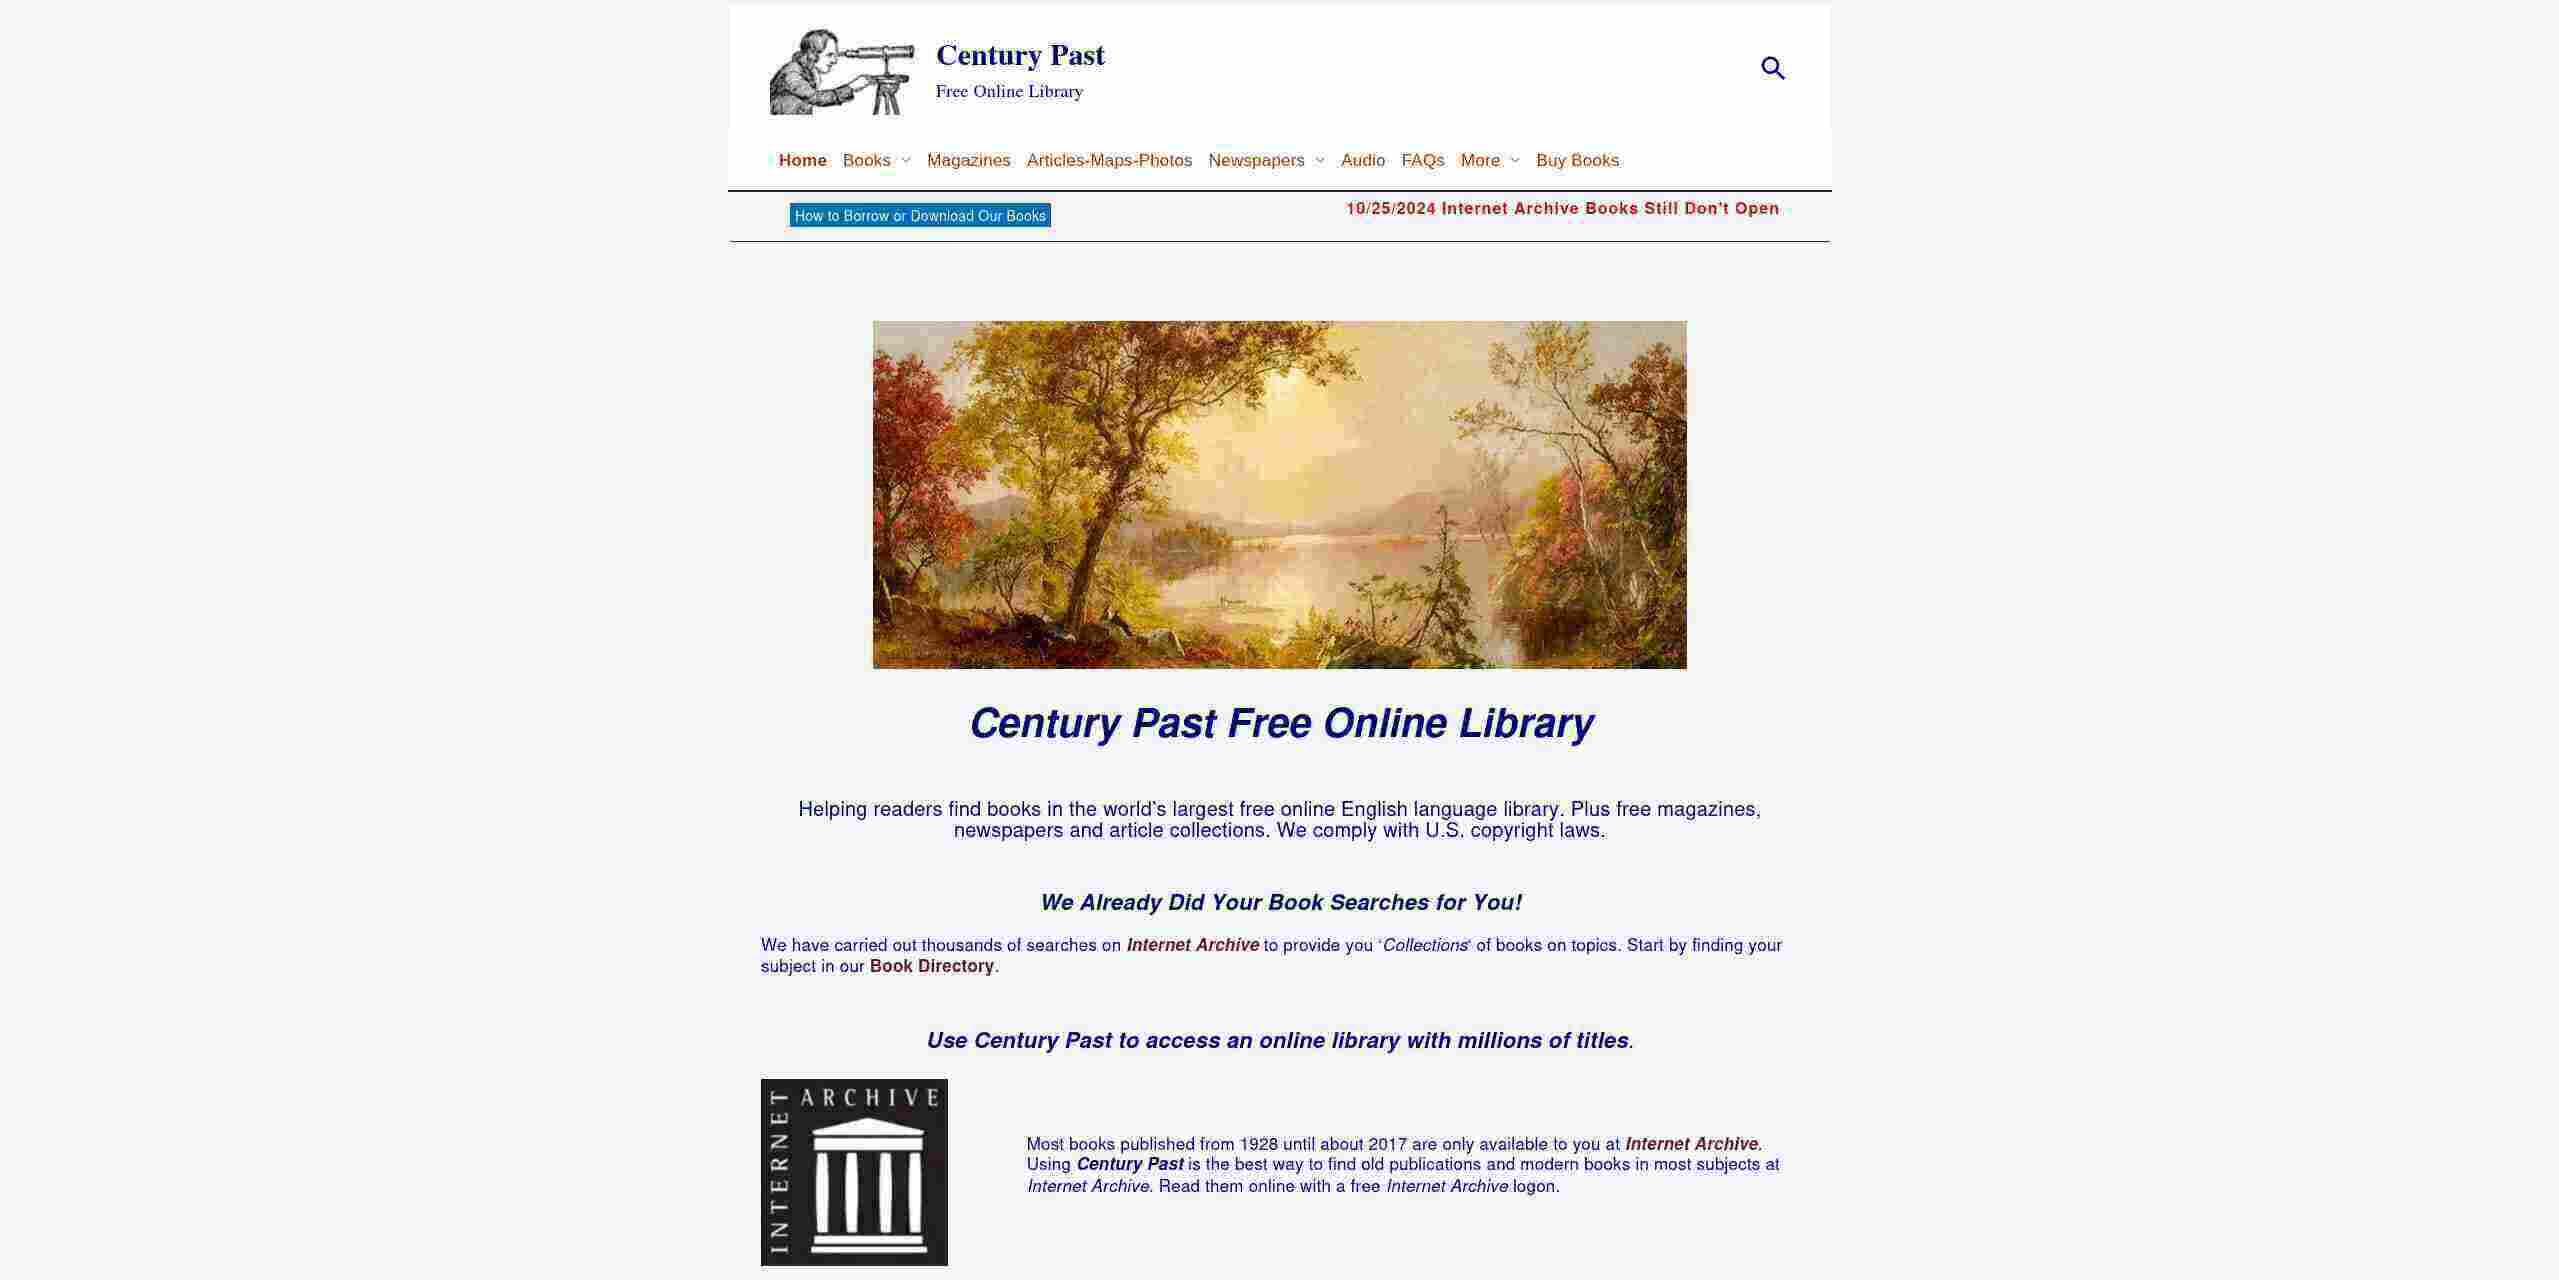 Century Past
Free Online Library
Home Books Magazines Articles-Maps-Photos Newspapers Audio FAQs More Buy Books
How to Borrow or Download Our Books
10/25/2024 Internet Archive Books Still Don't Open
Century Past Free Online Library
Helping readers find books in the world's largest free online English language library. Plus free magazines,
newspapers and article collections. We comply with U.S. copyright laws.
We Already Did Your Book Searches for You!
We have carried out thousands of searches on Internet Archive to provide you 'Collections' of books on topics. Start by finding your
subject in our Book Directory.
Use Century Past to access an online library with millions of titles.
INTERNET ARCHIVE
Most books published from 1928 until about 2017 are only available to you at Internet Archive.
Using Century Past is the best way to find old publications and modern books in most subjects at
Internet Archive. Read them online with a free Internet Archive logon.